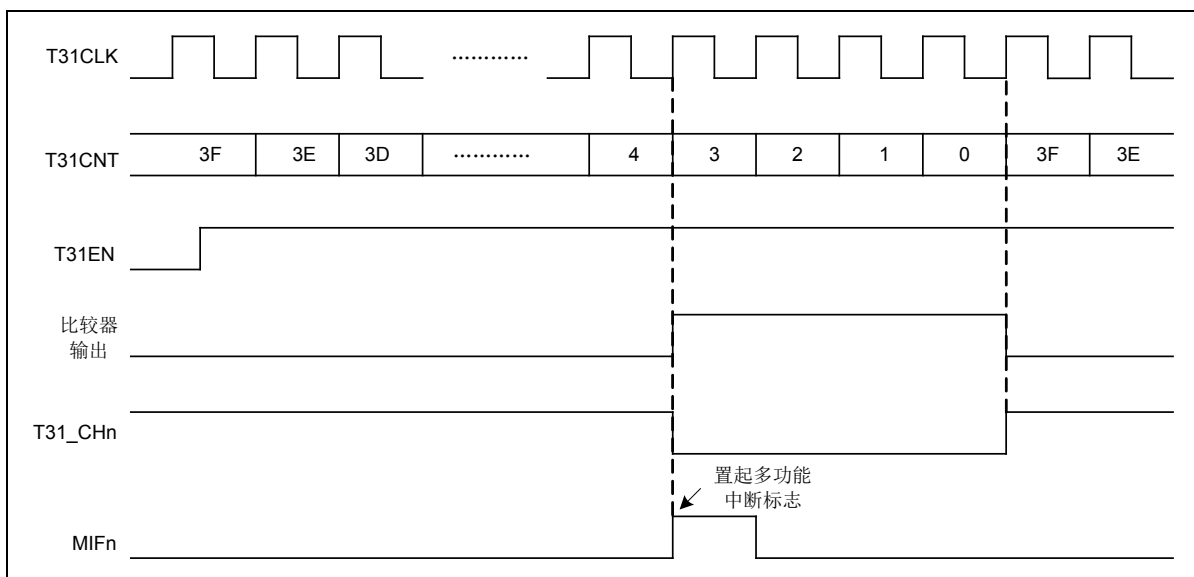 T31CLK
…………
T31CNT 3F 3E 3D ………… 4 3 2 1 0 3F 3E
T31EN
比较器
输出
T31_CHn
置起多功能
中断标志
MIFn